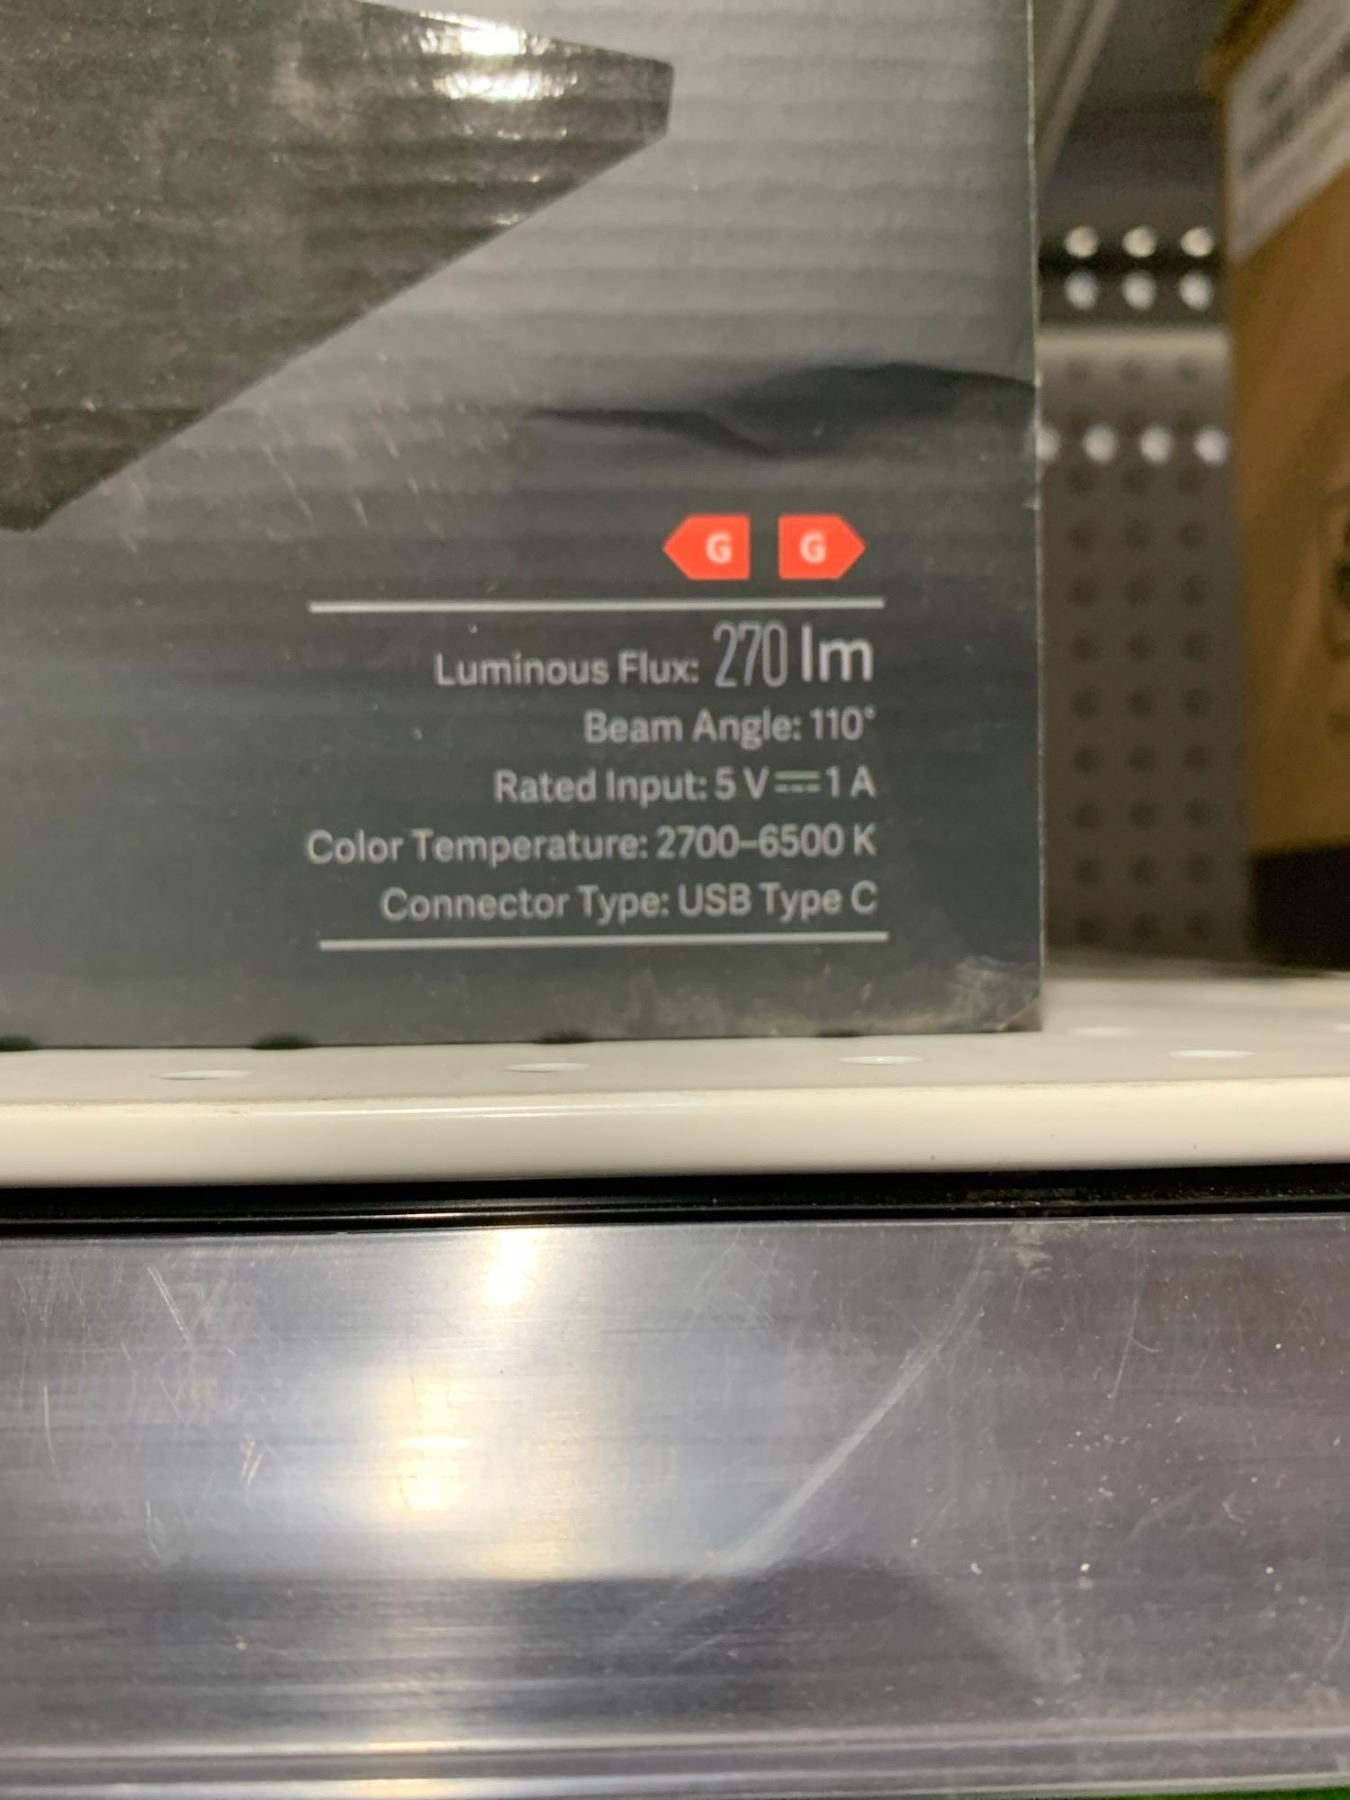 G G
Luminous Flux: 270 lm
Beam Angle: 110°
Rated Input: 5 V⎓1 A
Color Temperature: 2700–6500 K
Connector Type: USB Type C